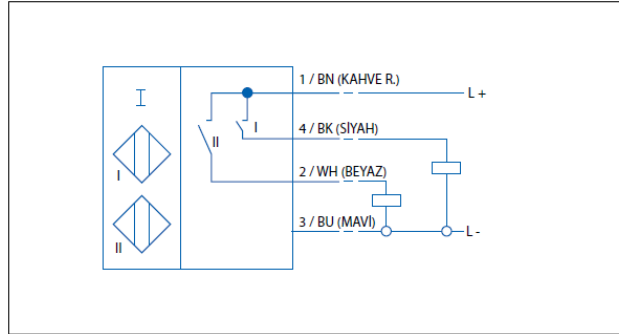 1 / BN (KAHVE R.)
L +
I
II
I
4 / BK (SİYAH)
I
2 / WH (BEYAZ)
II
3 / BU (MAVİ)
L -